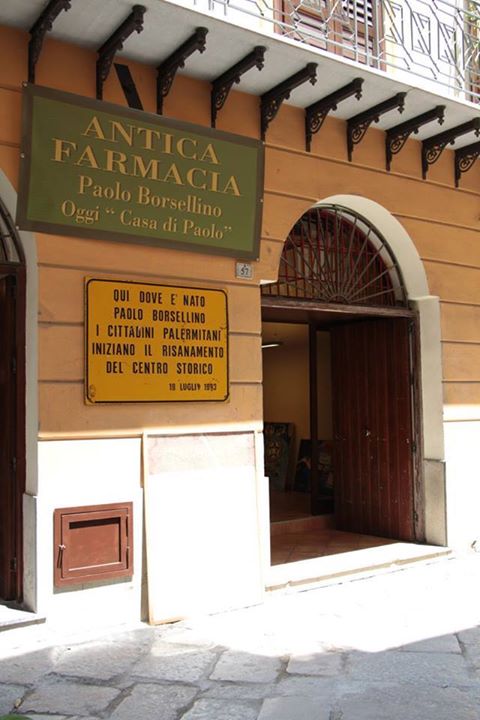 ANTICA
FARMACIA
Paolo Borsellino
Oggi "Casa di Paolo"
57
QUI DOVE E' NATO
PAOLO BORSELLINO
I CITTADINI PALERMITANI
INIZIANO IL RISANAMENTO
DEL CENTRO STORICO
19 LUGLIO 1993